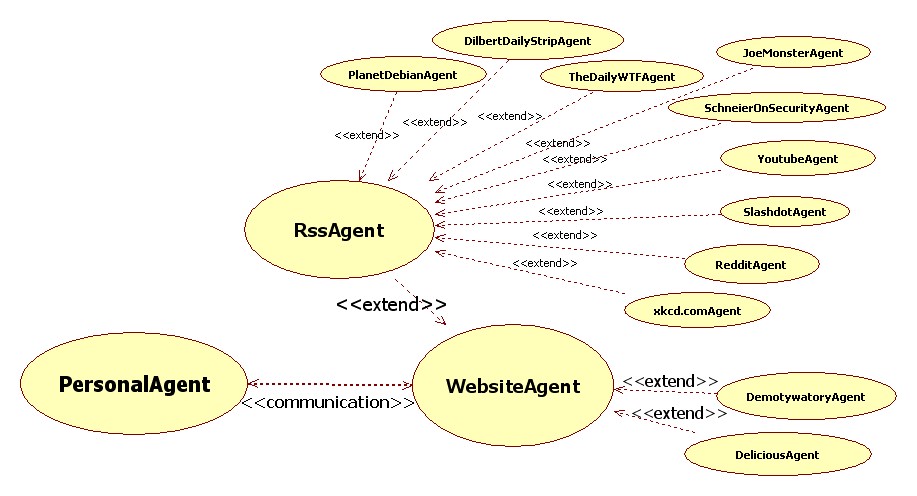 DilbertDailyStripAgent
JoeMonsterAgent
PlanetDebianAgent
TheDailyWTFAgent
SchneierOnSecurityAgent
<<extend>>
<<extend>>
<<extend>>
<<extend>>
<<extend>>
YoutubeAgent
<<extend>>
SlashdotAgent
<<extend>>
RssAgent
<<extend>>
RedditAgent
<<extend>>
<<extend>>
xkcd.comAgent
PersonalAgent
WebsiteAgent
<<extend>>
DemotywatoryAgent
<<communication>>
<<extend>>
DeliciousAgent